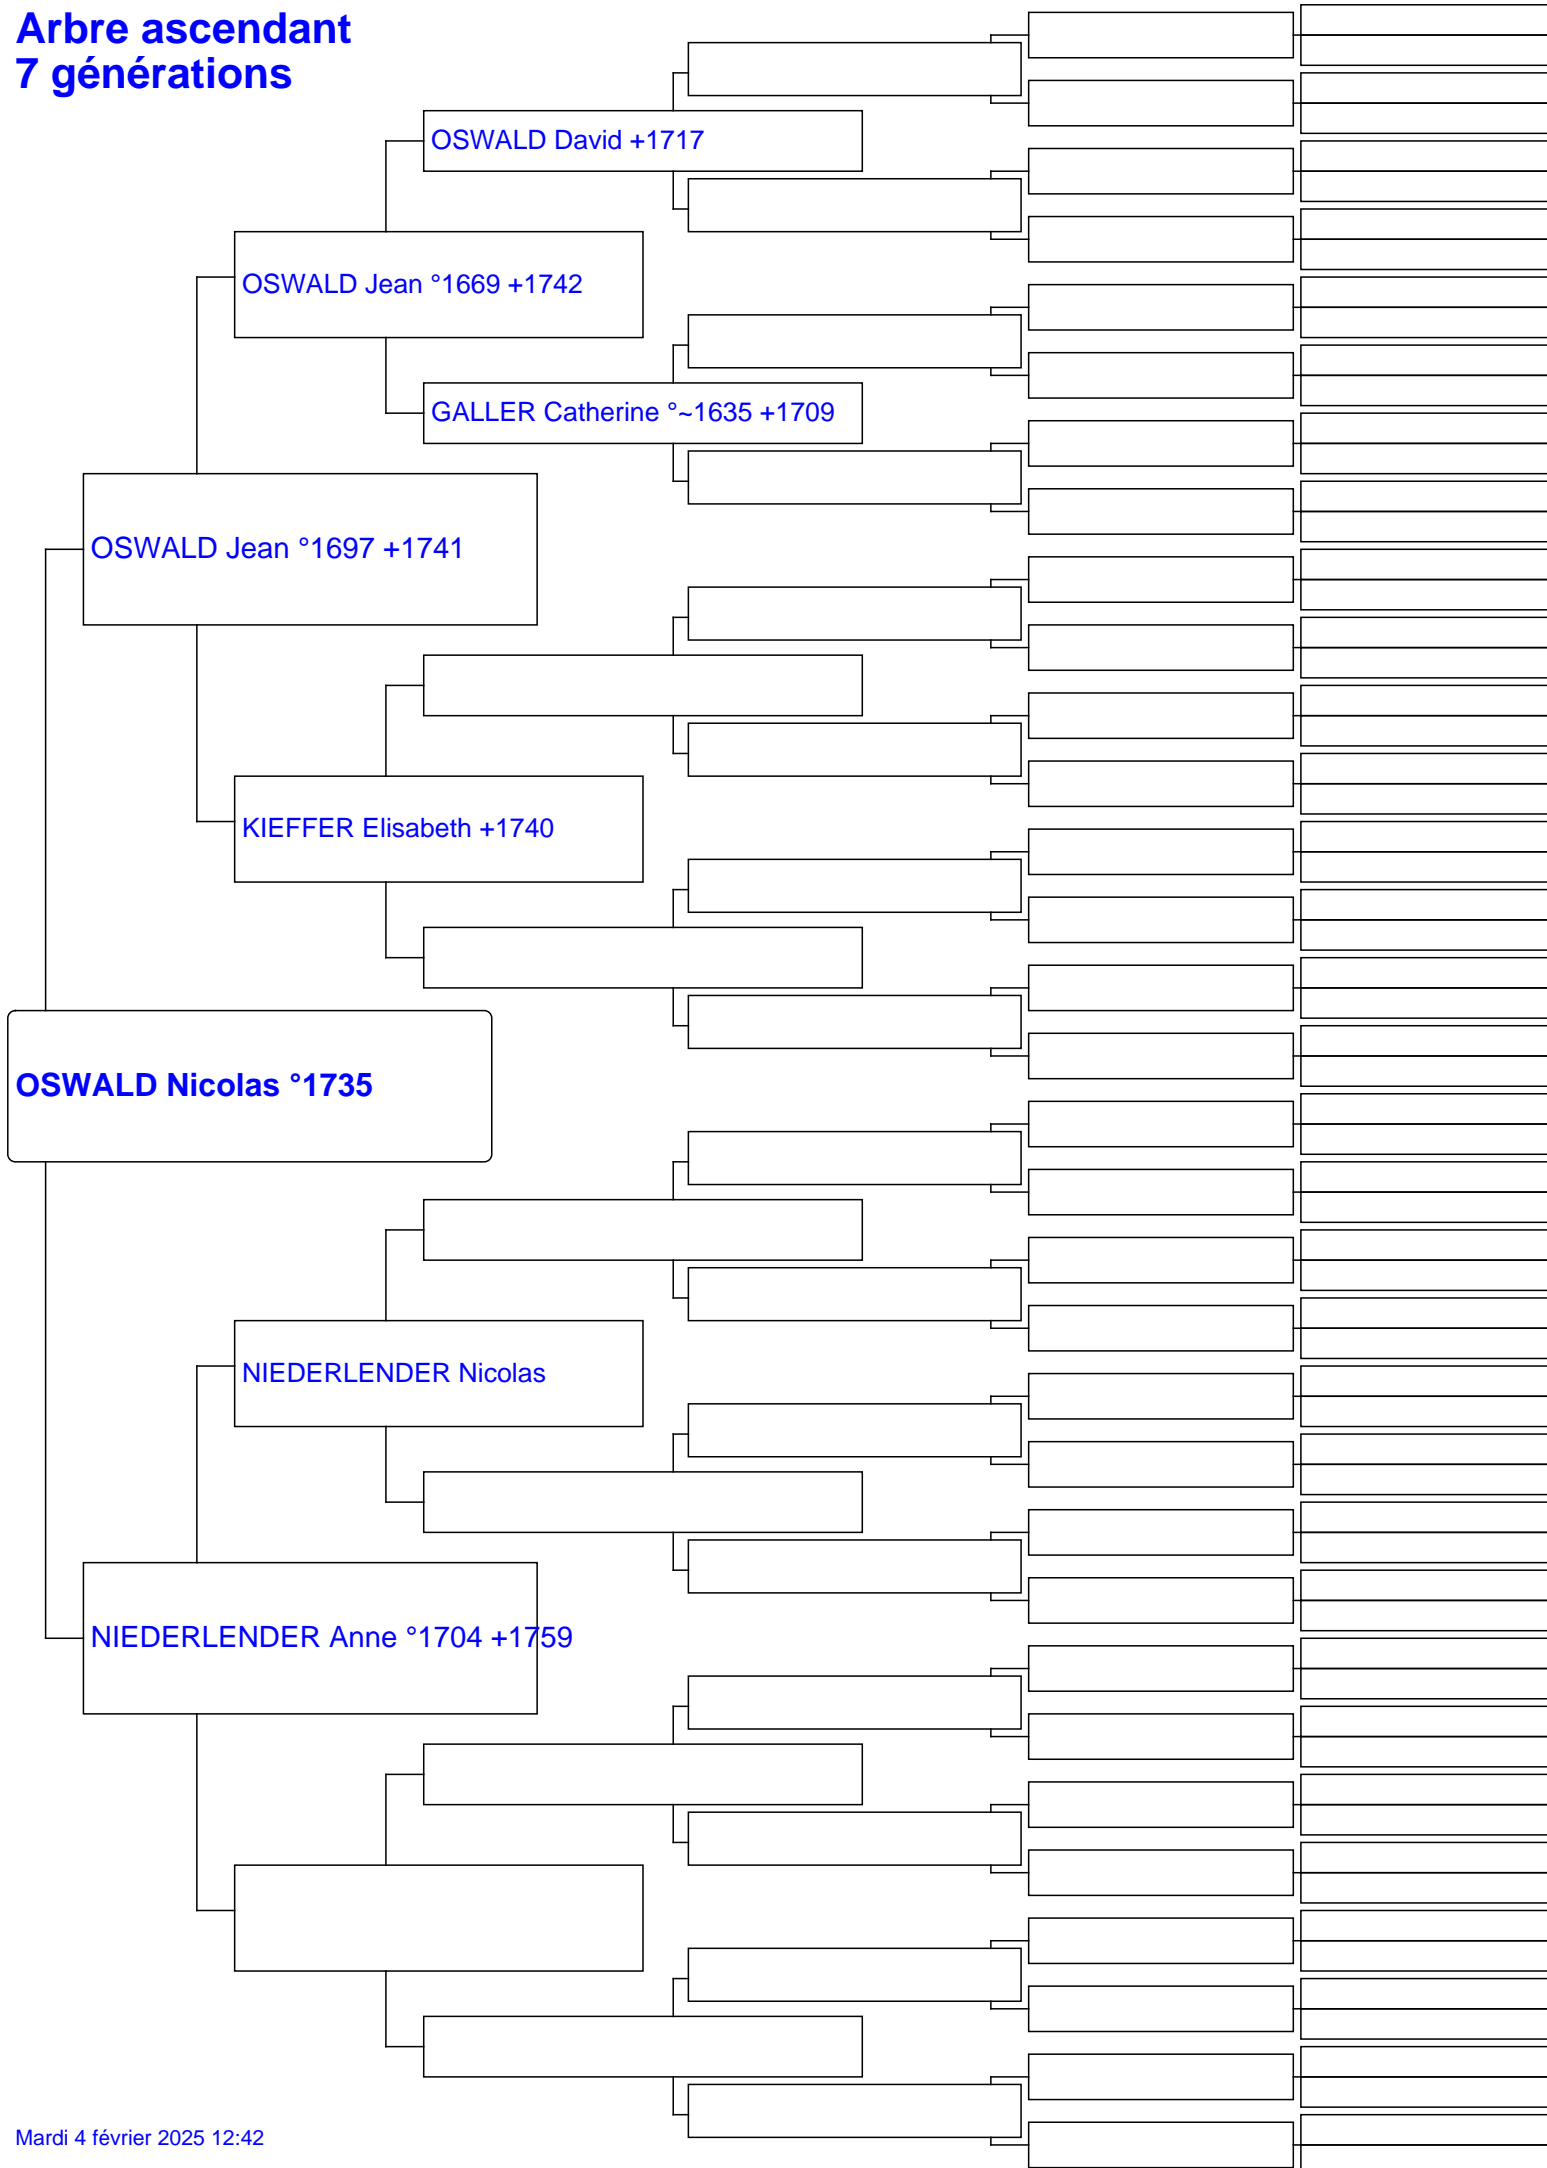 Arbre ascendant
7 générations
OSWALD David +1717
OSWALD Jean °1669 +1742
GALLER Catherine °~1635 +1709
OSWALD Jean °1697 +1741
KIEFFER Elisabeth +1740
OSWALD Nicolas °1735
NIEDERLENDER Nicolas
NIEDERLENDER Anne °1704 +1759
Mardi 4 février 2025 12:42